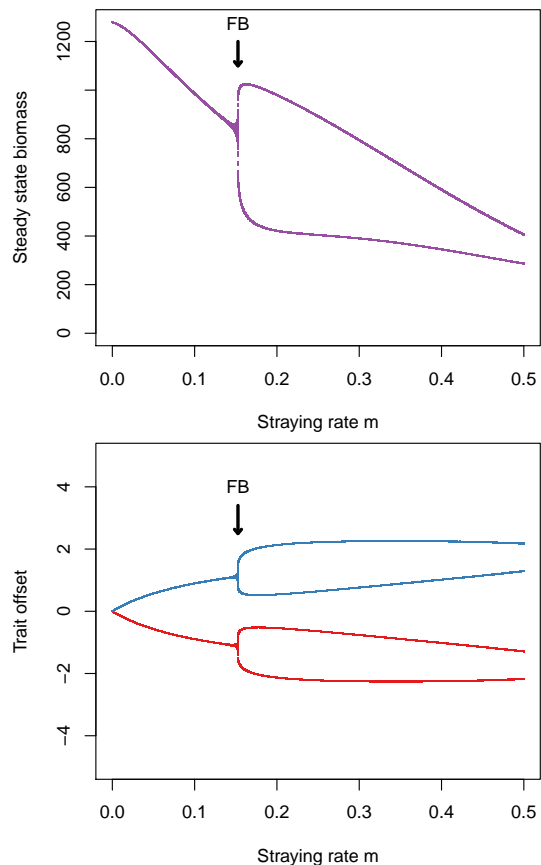 FB
Steady state biomass
1200
800
600
400
200
0
0.0 0.1 0.2 0.3 0.4 0.5
Straying rate m
FB
Trait offset
4
2
0
−2
−4
0.0 0.1 0.2 0.3 0.4 0.5
Straying rate m